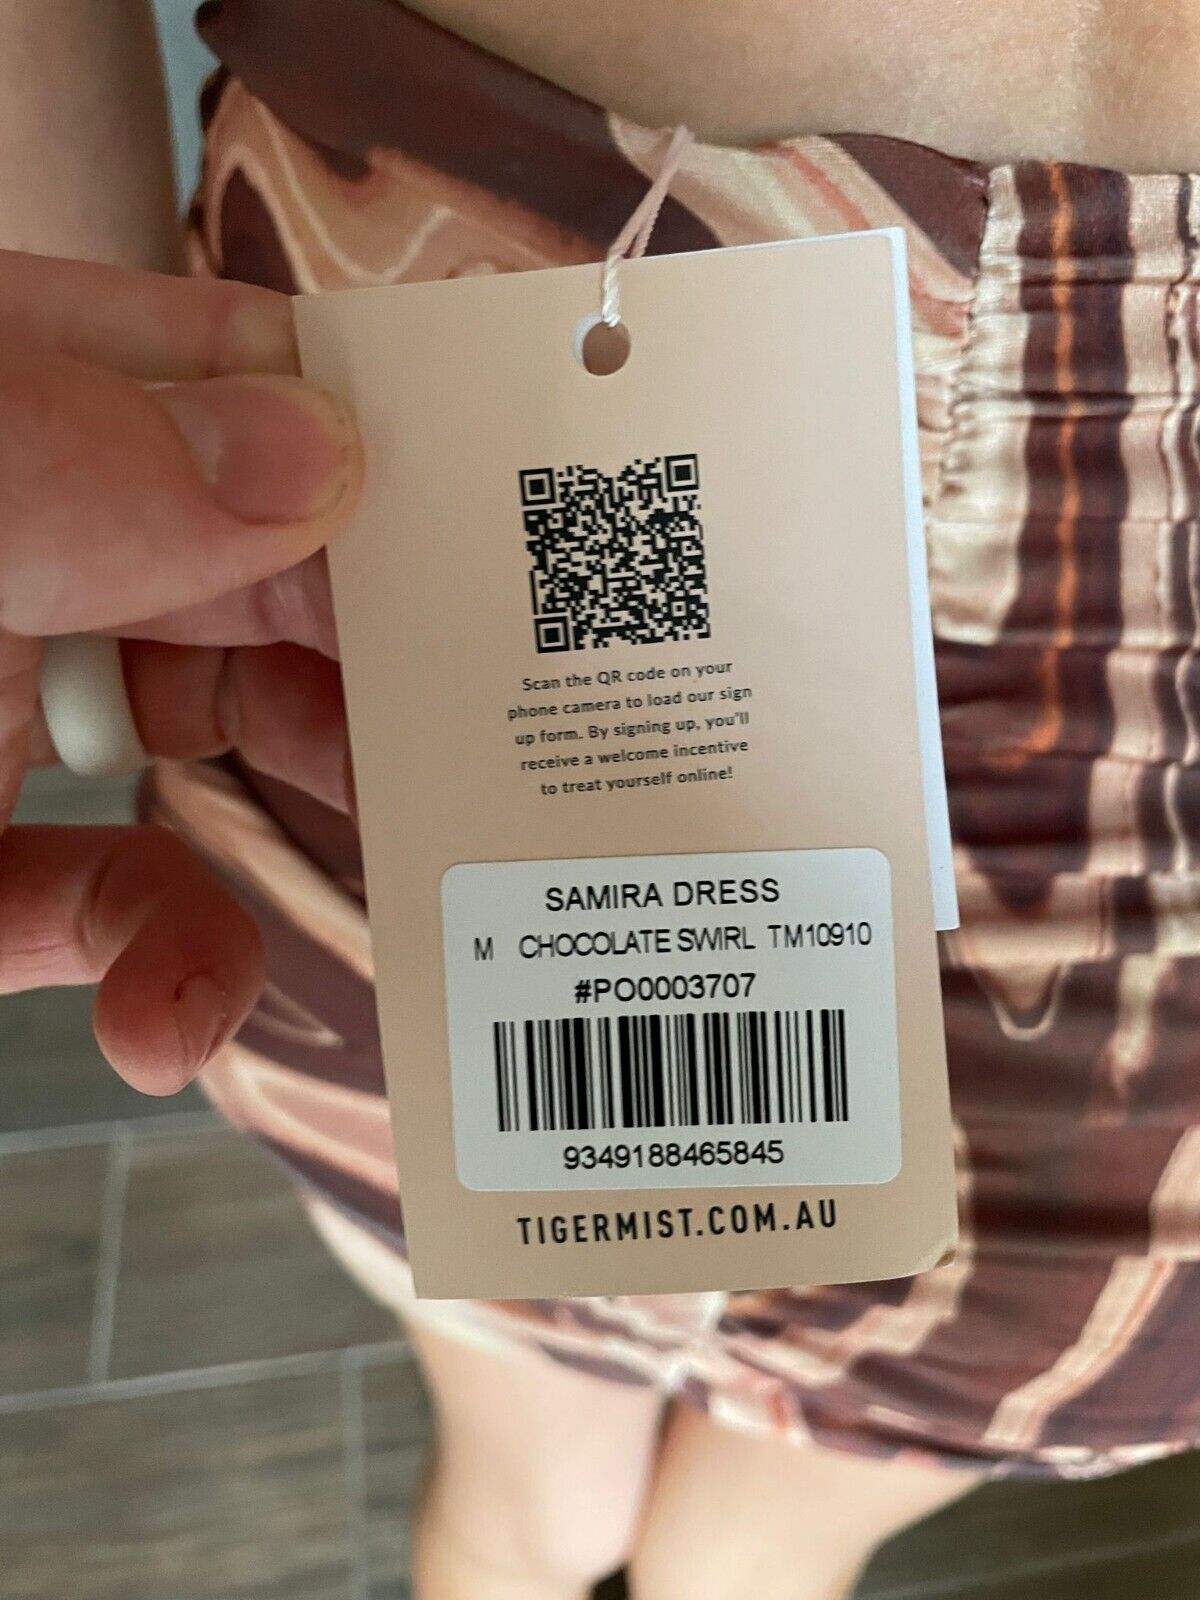 Scan the QR code on your
phone camera to load our sign
up form. By signing up, you'll
receive a welcome incentive
to treat yourself online!
SAMIRA DRESS
M CHOCOLATE SWIRL TM10910
#PO0003707
9349188465845
TIGERMIST.COM.AU